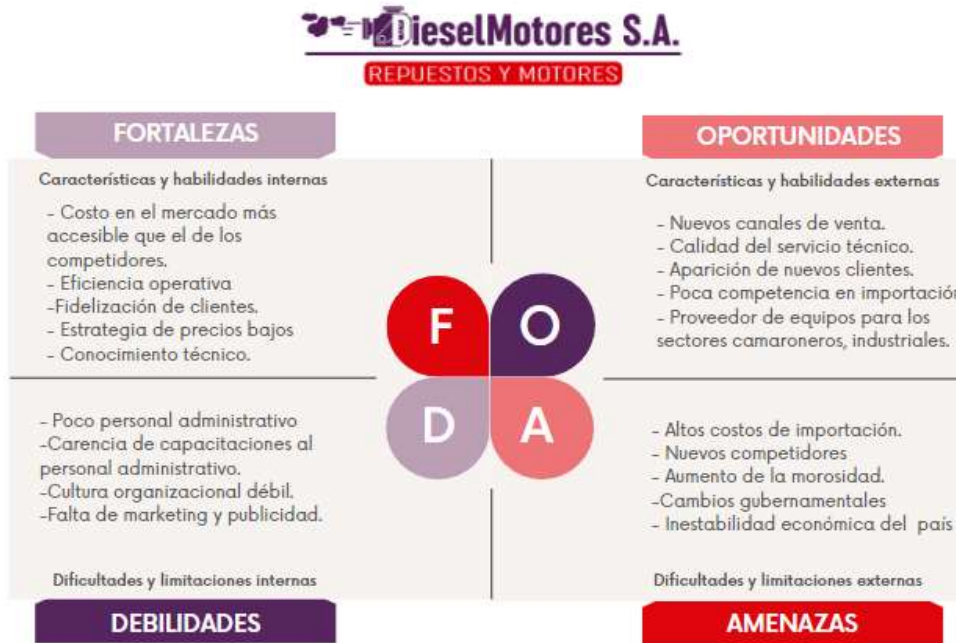 DieselMotores S.A.
REPUESTOS Y MOTORES
FORTALEZAS
Características y habilidades internas
- Costo en el mercado más
accesible que el de los
competidores.
- Eficiencia operativa
-Fidelización de clientes.
- Estrategia de precios bajos
- Conocimiento técnico.
OPORTUNIDADES
Características y habilidades externas
- Nuevos canales de venta.
- Calidad del servicio técnico.
- Aparición de nuevos clientes.
- Poca competencia en importación
- Proveedor de equipos para los
sectores camaroneros, industriales.
F
O
D
A
- Poco personal administrativo
-Carencia de capacitaciones al
personal administrativo.
-Cultura organizacional débil.
-Falta de marketing y publicidad.
Dificultades y limitaciones internas
DEBILIDADES
- Altos costos de importación.
- Nuevos competidores
- Aumento de la morosidad.
-Cambios gubernamentales
- Inestabilidad económica del país
Dificultades y limitaciones externas
AMENAZAS